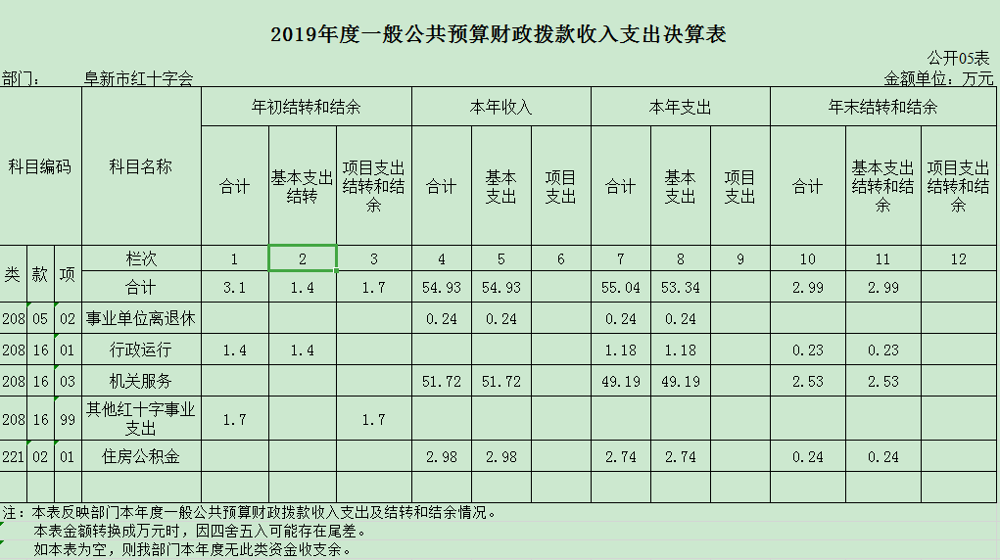 2019年度一般公共预算财政拨款收入支出决算表
公开05表
部门： 阜新市红十字会 金额单位：万元
科目编码 科目名称 年初结转和结余 本年收入 本年支出 年末结转和结余
合计 基本支出结转 项目支出结转和结余 合计 基本支出 项目支出 合计 基本支出 项目支出 合计 基本支出结转和结余 项目支出结转和结余
类 款 项 栏次 1 2 3 4 5 6 7 8 9 10 11 12
合计 3.1 1.4 1.7 54.93 54.93 55.04 53.34 2.99 2.99
208 05 02 事业单位离退休 0.24 0.24 0.24 0.24
208 16 01 行政运行 1.4 1.4 1.18 1.18 0.23 0.23
208 16 03 机关服务 51.72 51.72 49.19 49.19 2.53 2.53
208 16 99 其他红十字事业支出 1.7 1.7
221 02 01 住房公积金 2.98 2.98 2.74 2.74 0.24 0.24
注：本表反映部门本年度一般公共预算财政拨款收入支出及结转和结余情况。
本表金额转换成万元时，因四舍五入可能存在尾差。
如本表为空，则我部门本年度无此类资金收支余。